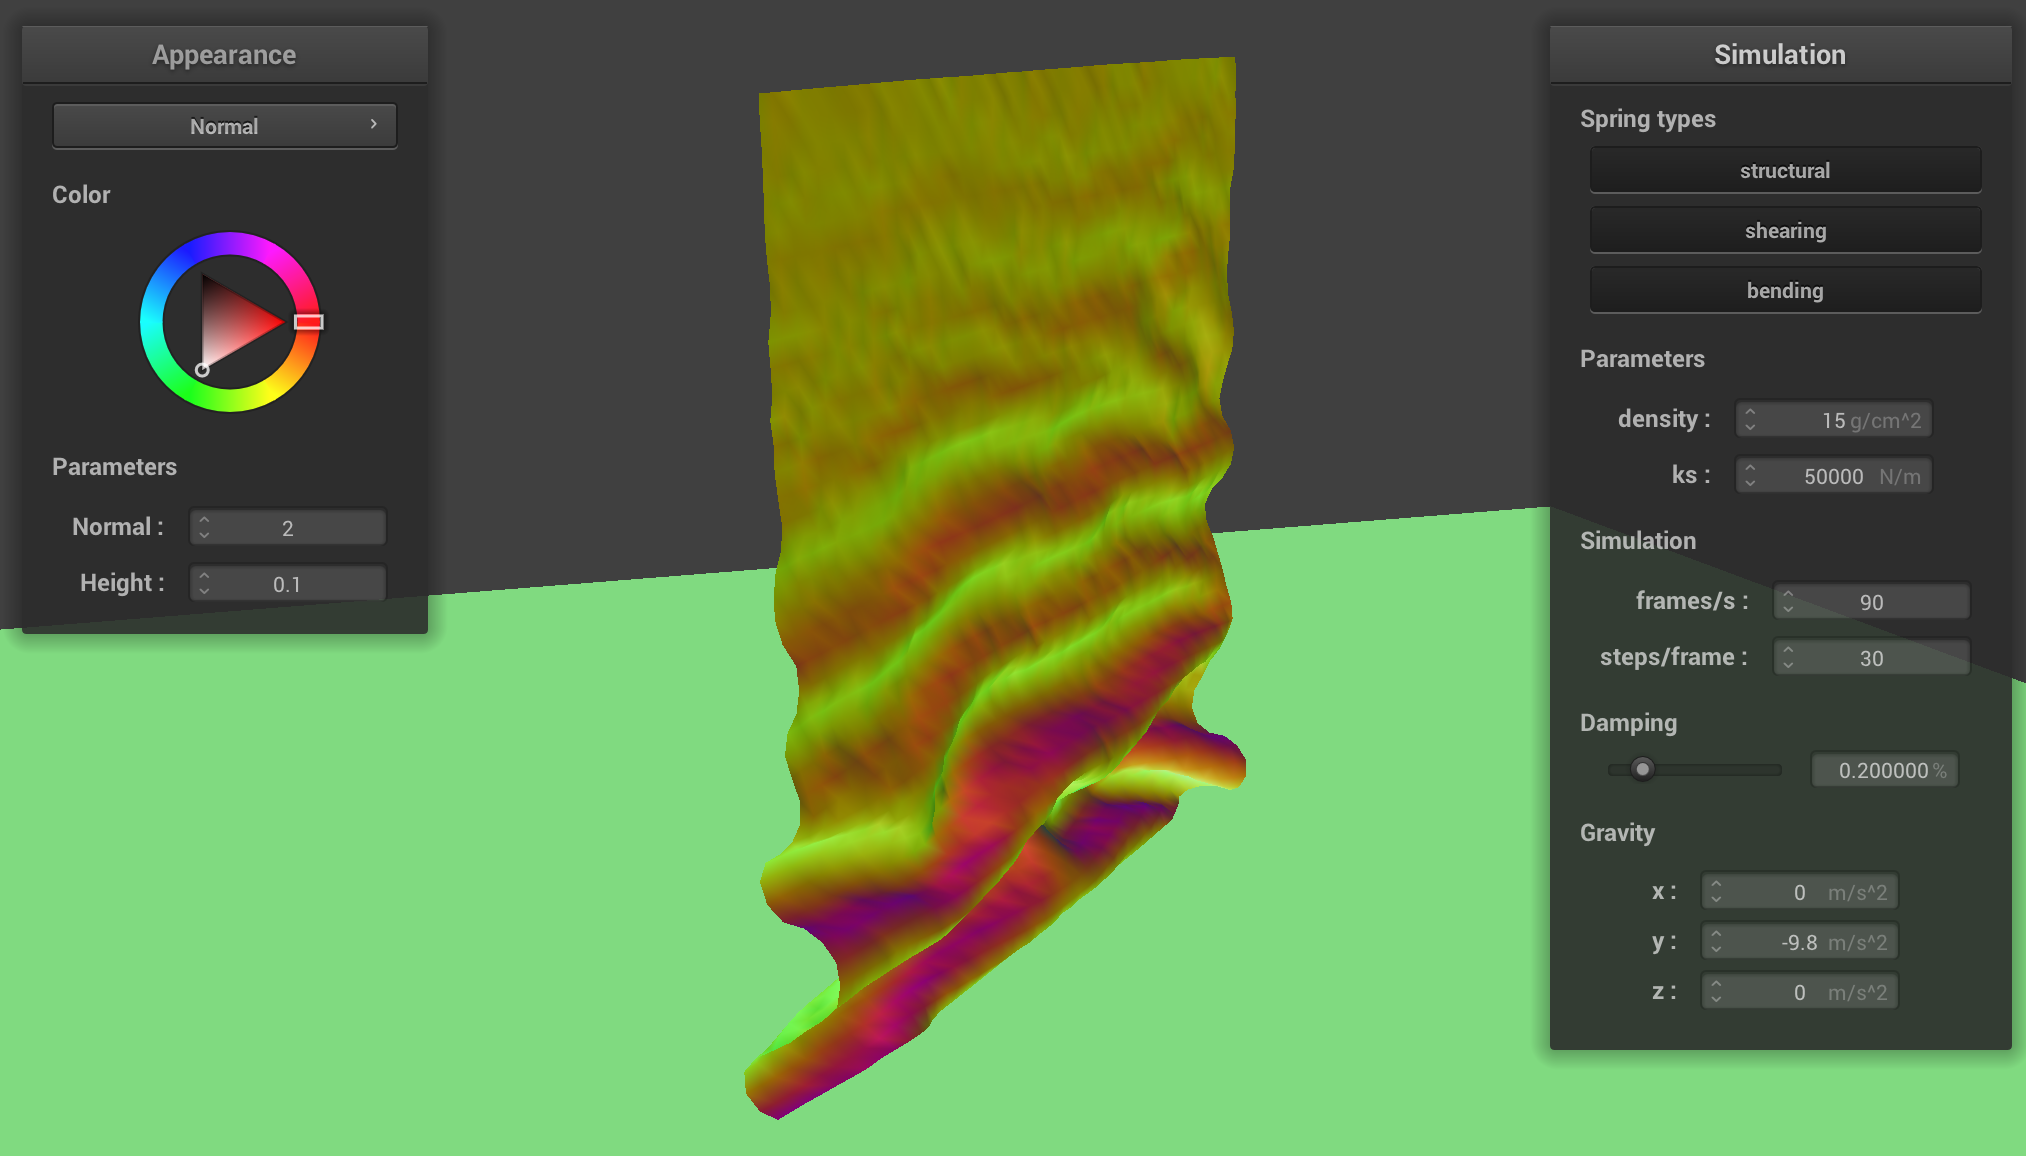 Appearance
Normal
Color
Parameters
Normal : 2
Height : 0.1
Simulation
Spring types
structural
shearing
bending
Parameters
density : 15 g/cm^2
ks : 50000 N/m
Simulation
frames/s : 90
steps/frame : 30
Damping
0.200000 %
Gravity
x : 0 m/s^2
y : -9.8 m/s^2
z : 0 m/s^2